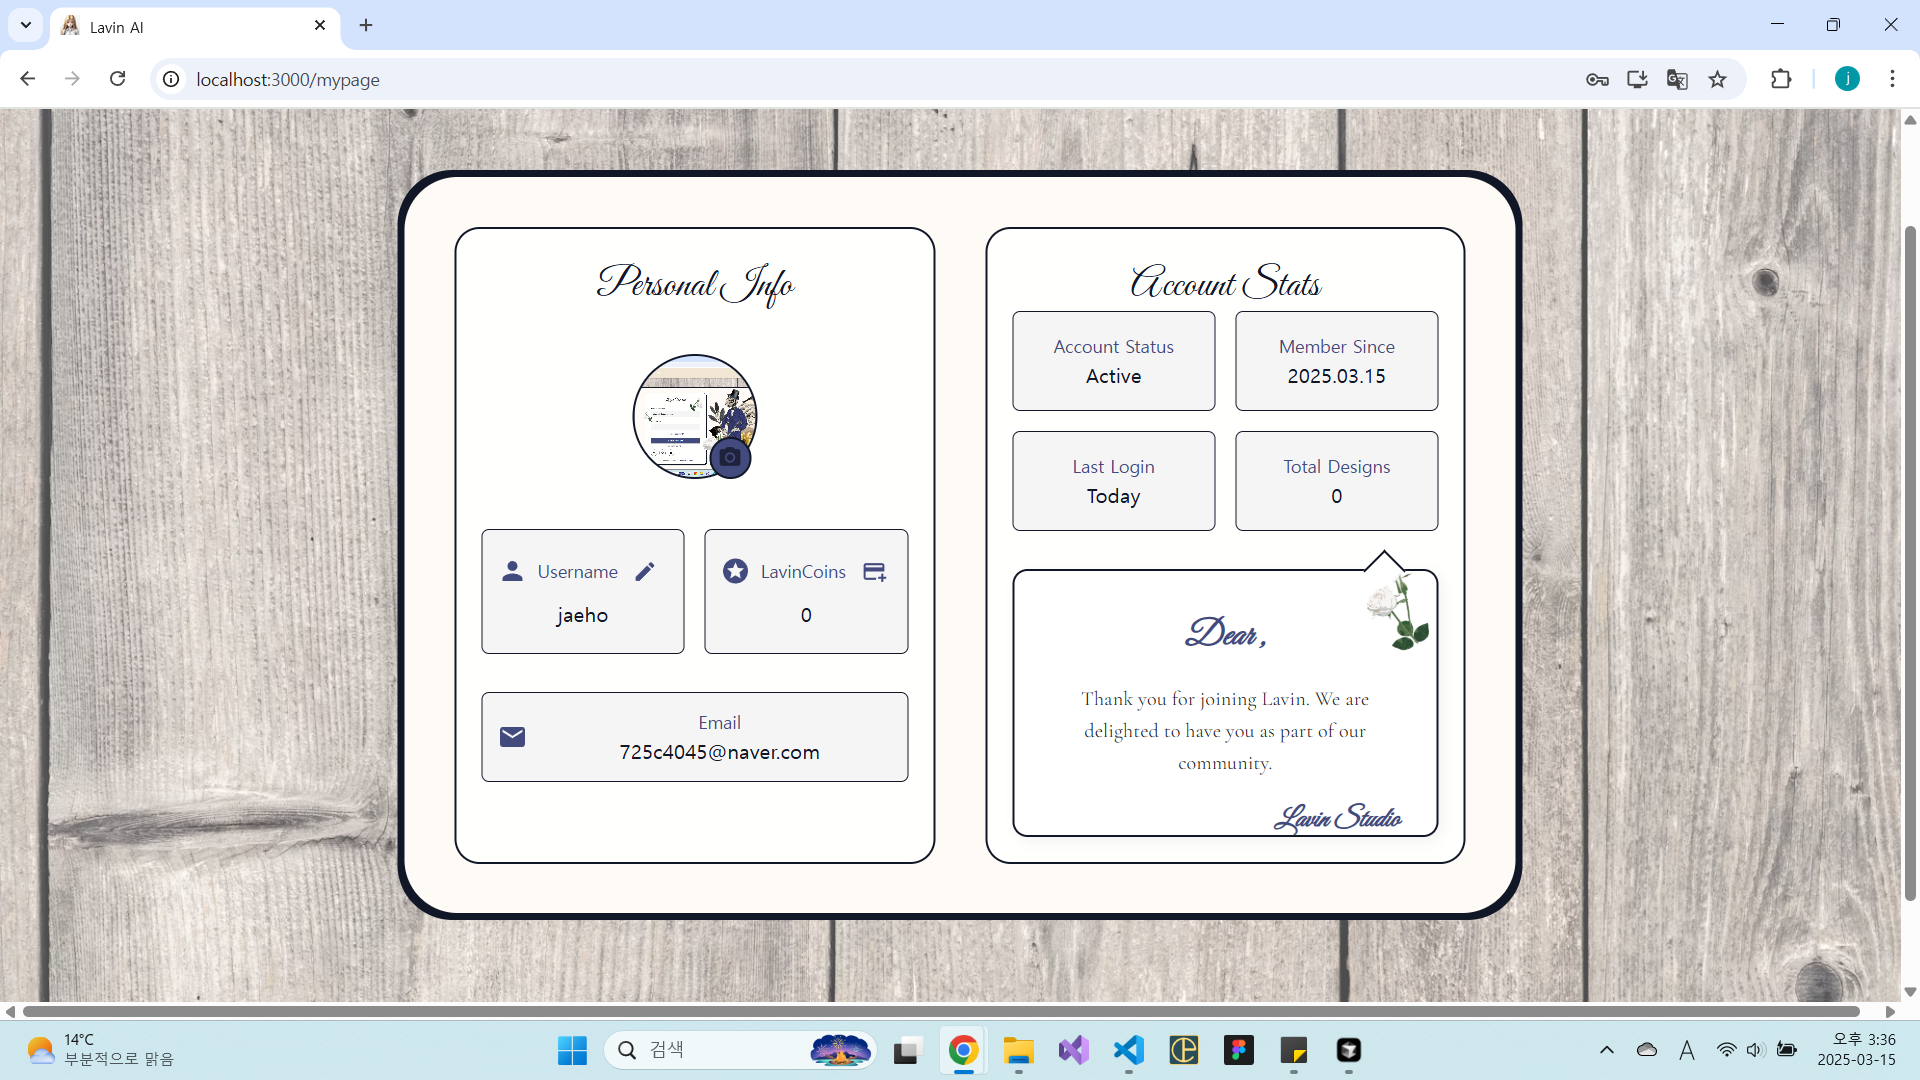 Lavin AI
localhost:3000/mypage
j
Personal Info
Username
jaeho
LavinCoins
0
Email
725c4045@naver.com
Account Stats
Account Status
Active
Member Since
2025.03.15
Last Login
Today
Total Designs
0
Dear,
Thank you for joining Lavin. We are
delighted to have you as part of our
community.
Lavin Studio
14°C
부분적으로 맑음
검색
A
오후 3:36
2025-03-15